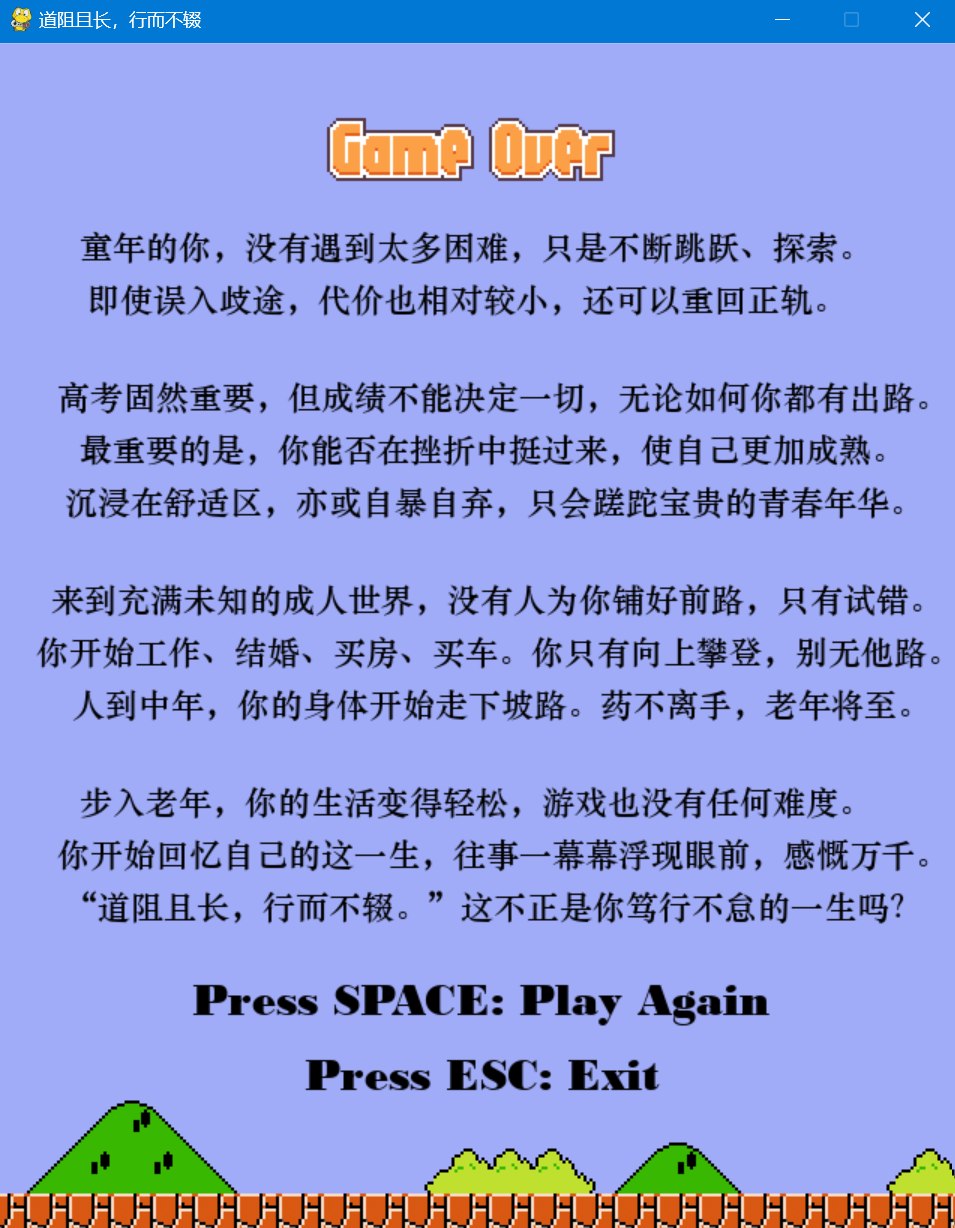 道阻且长，行而不辍
Game Over
童年的你，没有遇到太多困难，只是不断跳跃、探索。
即使误入歧途，代价也相对较小，还可以重回正轨。
高考固然重要，但成绩不能决定一切，无论如何你都有出路。
最重要的是，你能否在挫折中挺过来，使自己更加成熟。
沉浸在舒适区，亦或自暴自弃，只会蹉跎宝贵的青春年华。
来到充满未知的成人世界，没有人为你铺好前路，只有试错。
你开始工作、结婚、买房、买车。你只有向上攀登，别无他路。
人到中年，你的身体开始走下坡路。药不离手，老年将至。
步入老年，你的生活变得轻松，游戏也没有任何难度。
你开始回忆自己的这一生，往事一幕幕浮现眼前，感慨万千。
“道阻且长，行而不辍。”这不正是你笃行不怠的一生吗？
Press SPACE: Play Again
Press ESC: Exit